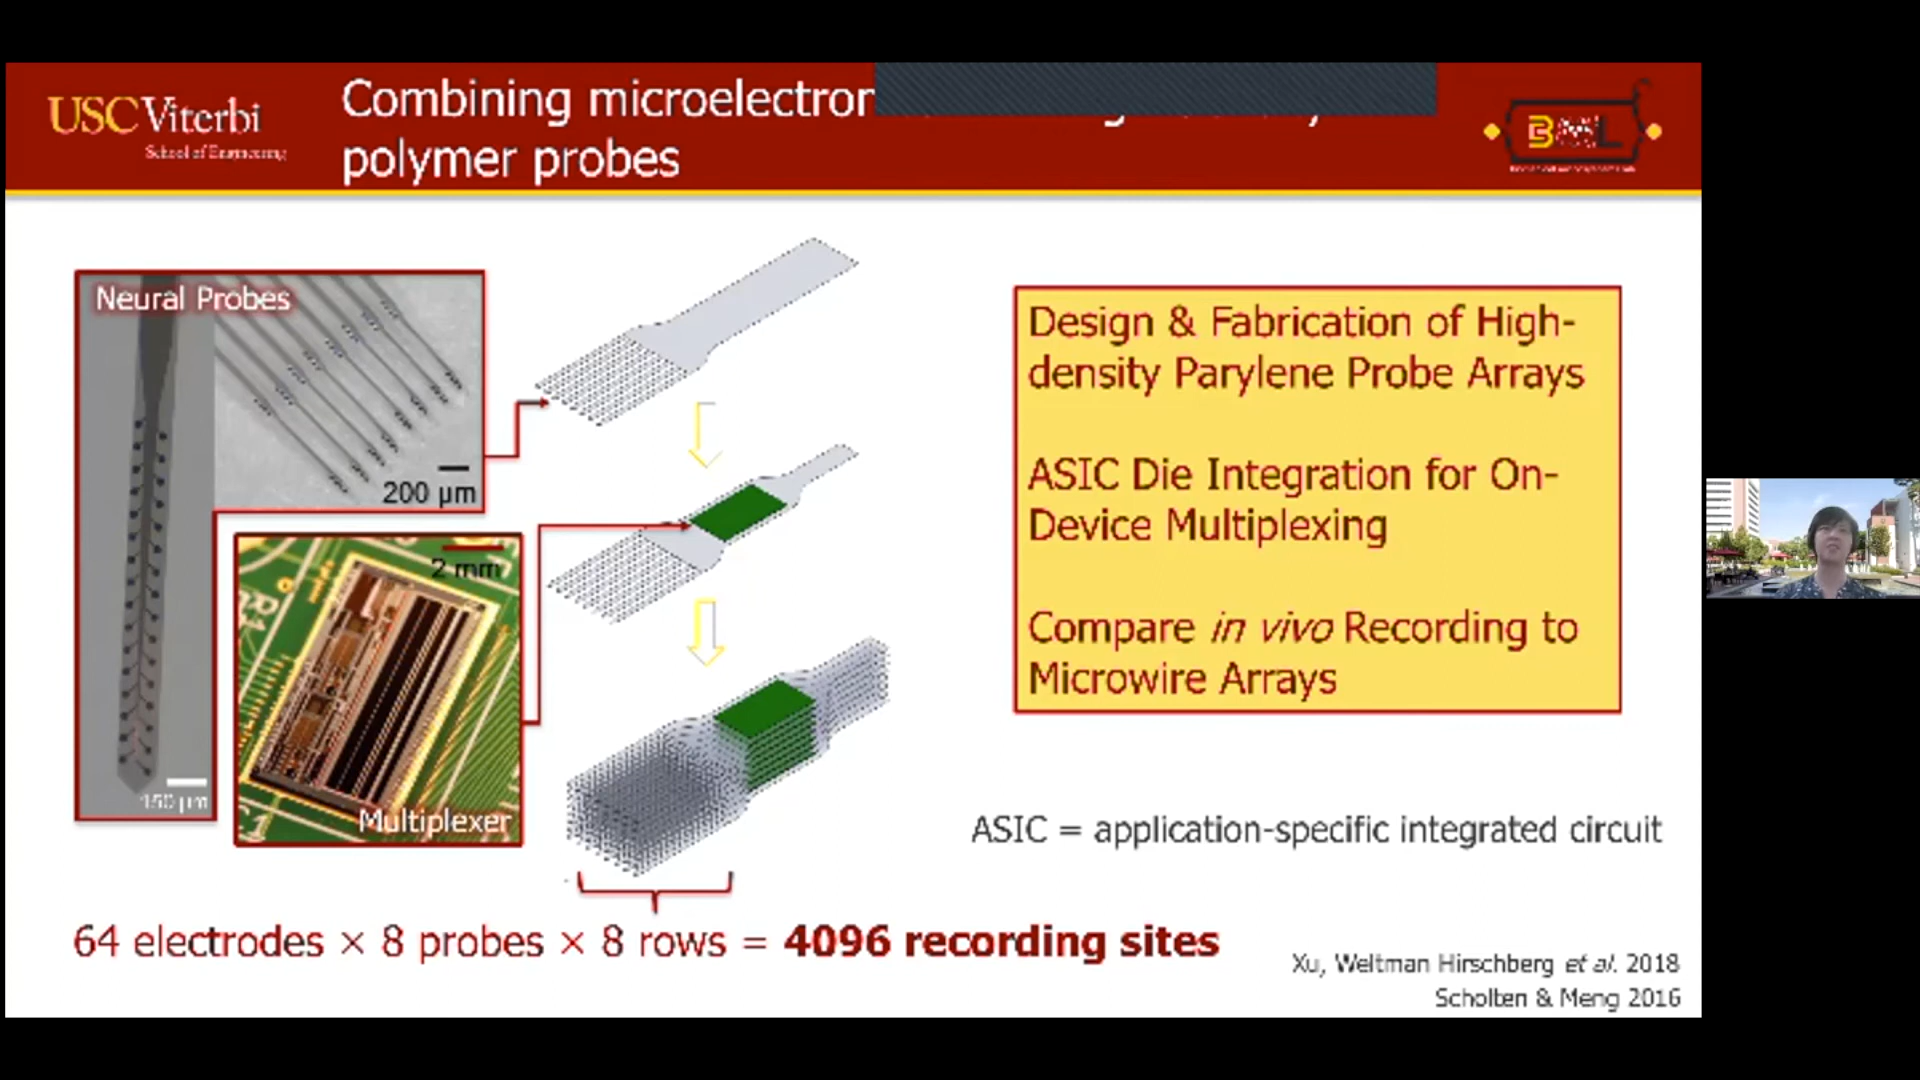 USC Viterbi
School of Engineering
Combining microelectron
polymer probes
Neural Probes
200 µm
150 µm
2 mm
Multiplexer
Design & Fabrication of High-
density Parylene Probe Arrays
ASIC Die Integration for On-
Device Multiplexing
Compare in vivo Recording to
Microwire Arrays
ASIC = application-specific integrated circuit
64 electrodes × 8 probes × 8 rows = 4096 recording sites
Xu, Weltman Hirschberg et al. 2018
Scholten & Meng 2016